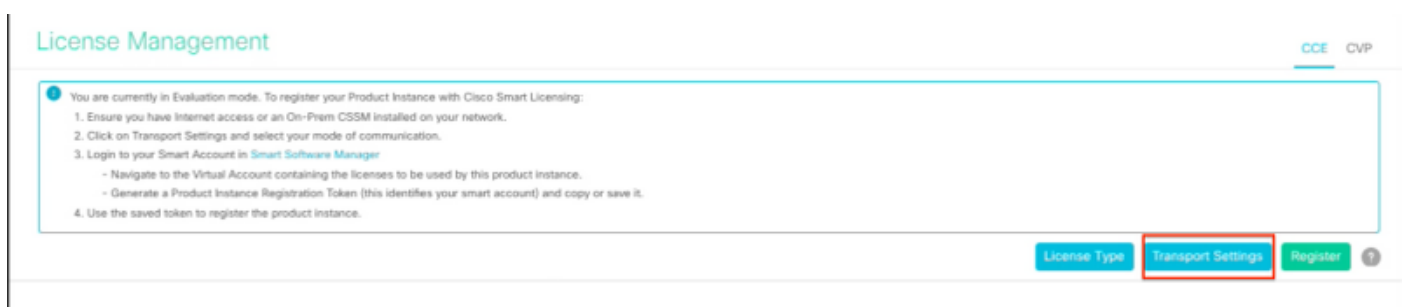 License Management
CCE CVP
You are currently in Evaluation mode. To register your Product Instance with Cisco Smart Licensing:
1. Ensure you have Internet access or an On-Prem CSSM installed on your network.
2. Click on Transport Settings and select your mode of communication.
3. Login to your Smart Account in Smart Software Manager
- Navigate to the Virtual Account containing the licenses to be used by this product instance.
- Generate a Product Instance Registration Token (this identifies your smart account) and copy or save it.
4. Use the saved token to register the product instance.
License Type Transport Settings Register ?